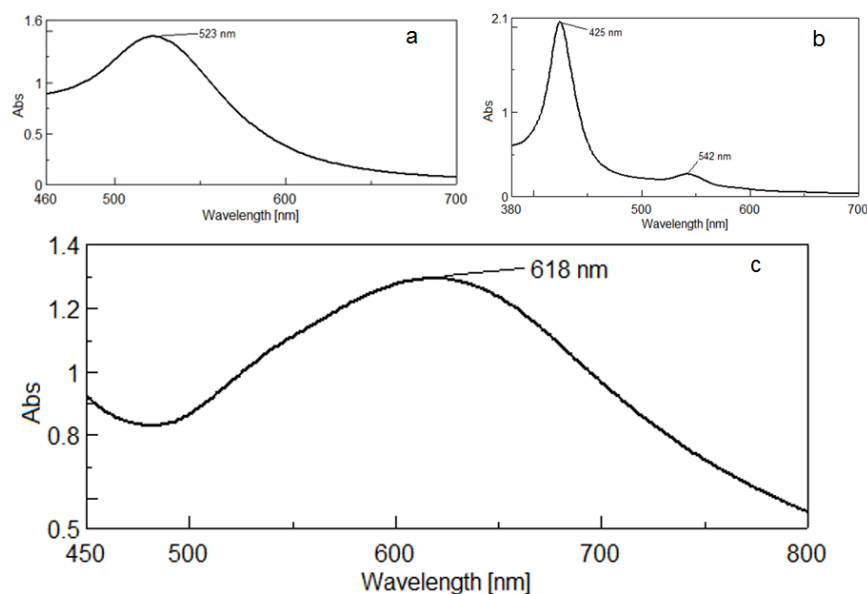 1.6
523 nm
a
1
Abs
0.5
0
460
500
600
700
Wavelength [nm]
2.1
425 nm
b
1
Abs
542 nm
0
380
500
600
700
Wavelength [nm]
1.4
618 nm
c
1.2
1
Abs
0.8
0.5
450
500
600
700
800
Wavelength [nm]